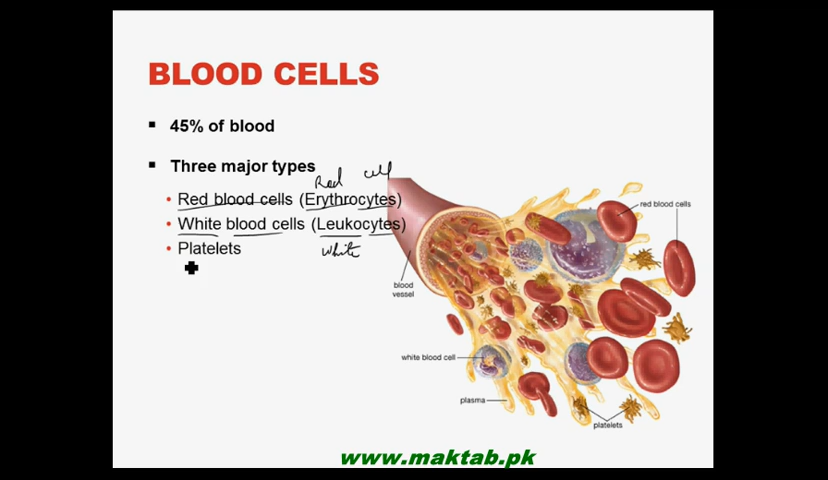 BLOOD CELLS
▪ 45% of blood
▪ Three major types
Red cell
• Red blood cells (Erythrocytes)
• White blood cells (Leukocytes)
• Platelets
white
red blood cells
blood
vessel
white blood cell
plasma
platelets
www.maktab.pk